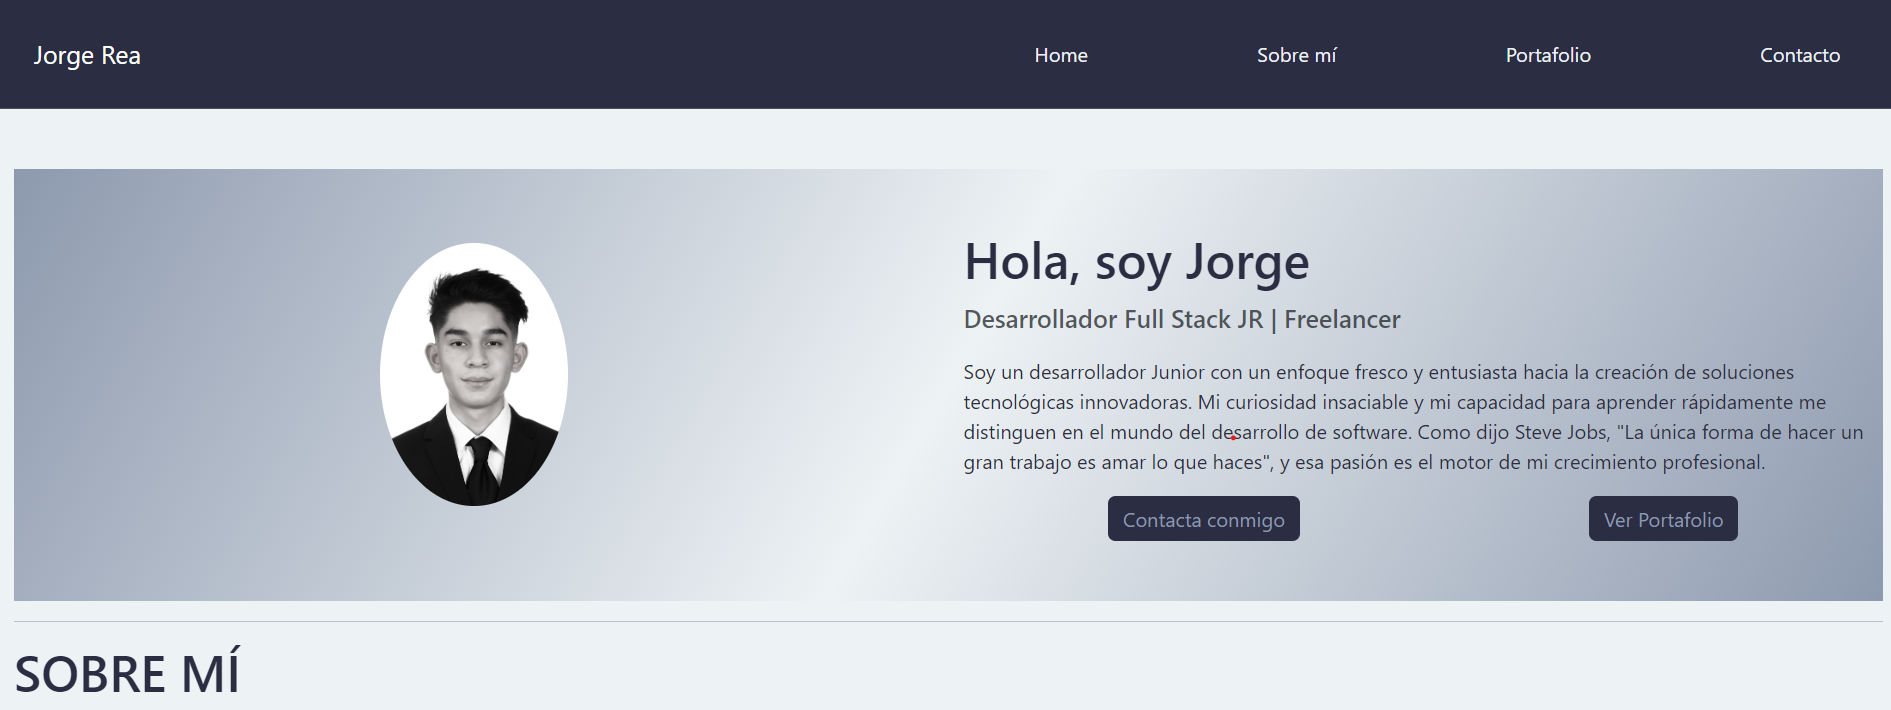 Jorge Rea
Home
Sobre mí
Portafolio
Contacto
Hola, soy Jorge
Desarrollador Full Stack JR | Freelancer
Soy un desarrollador Junior con un enfoque fresco y entusiasta hacia la creación de soluciones
tecnológicas innovadoras. Mi curiosidad insaciable y mi capacidad para aprender rápidamente me
distinguen en el mundo del desarrollo de software. Como dijo Steve Jobs, "La única forma de hacer un
gran trabajo es amar lo que haces", y esa pasión es el motor de mi crecimiento profesional.
Contacta conmigo
Ver Portafolio
SOBRE MÍ